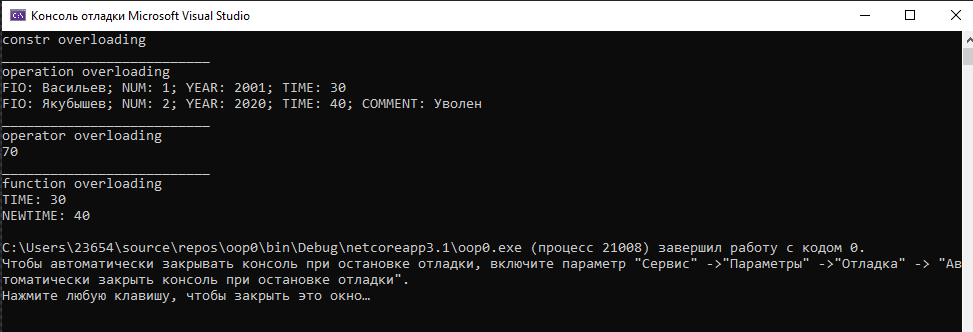 Консоль отладки Microsoft Visual Studio
constr overloading
__________________________
operation overloading
FIO: Васильев; NUM: 1; YEAR: 2001; TIME: 30
FIO: Якубышев; NUM: 2; YEAR: 2020; TIME: 40; COMMENT: Уволен
__________________________
operator overloading
70
__________________________
function overloading
TIME: 30
NEWTIME: 40
C:\Users\23654\source\repos\oop0\bin\Debug\netcoreapp3.1\oop0.exe (процесс 21008) завершил работу с кодом 0.
Чтобы автоматически закрывать консоль при остановке отладки, включите параметр "Сервис" ->"Параметры" ->"Отладка" -> "Ав
томатически закрыть консоль при остановке отладки".
Нажмите любую клавишу, чтобы закрыть это окно…